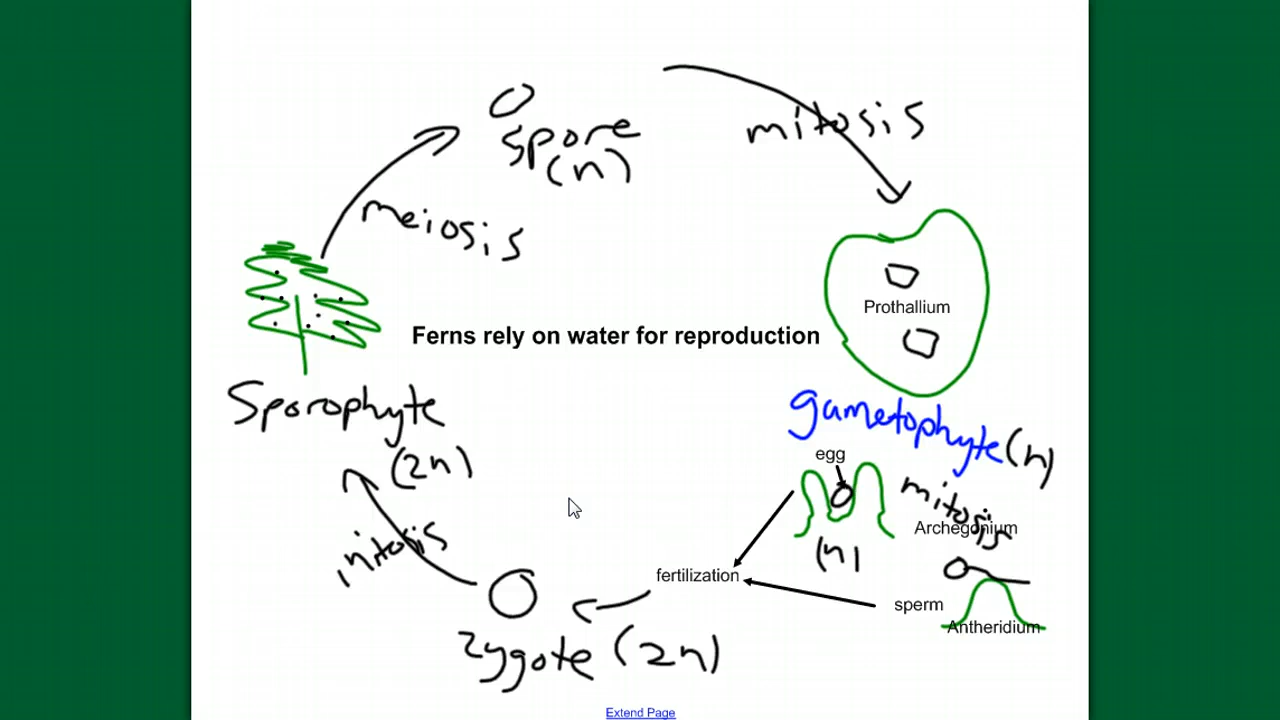 spore
(n)
mitosis
meiosis
Prothallium
Ferns rely on water for reproduction
Sporophyte
(2n)
gametophyte(n)
egg
mitosis
Archegonium
(n)
mitosis
fertilization
sperm
Antheridium
zygote (2n)
Extend Page